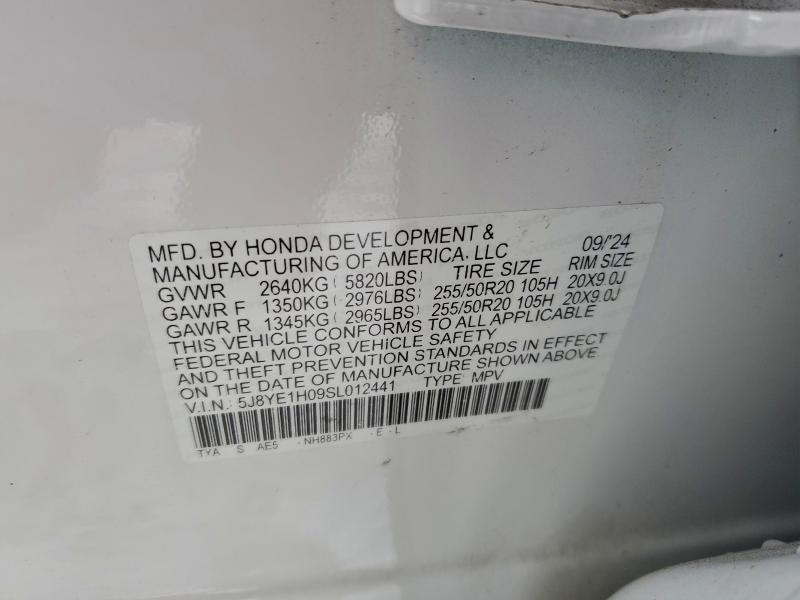 MFD. BY HONDA DEVELOPMENT & 09/'24
MANUFACTURING OF AMERICA, LLC
GVWR 2640KG( 5820LBS) TIRE SIZE RIM SIZE
GAWR F 1350KG( 2976LBS) 255/50R20 105H 20X9.0J
GAWR R 1345KG( 2965LBS) 255/50R20 105H 20X9.0J
THIS VEHICLE CONFORMS TO ALL APPLICABLE
FEDERAL MOTOR VEHICLE SAFETY
AND THEFT PREVENTION STANDARDS IN EFFECT
ON THE DATE OF MANUFACTURE SHOWN ABOVE
V.I.N.: 5J8YE1H09SL012441 TYPE: MPV
TYA S AE5 -NH883PX -E-L